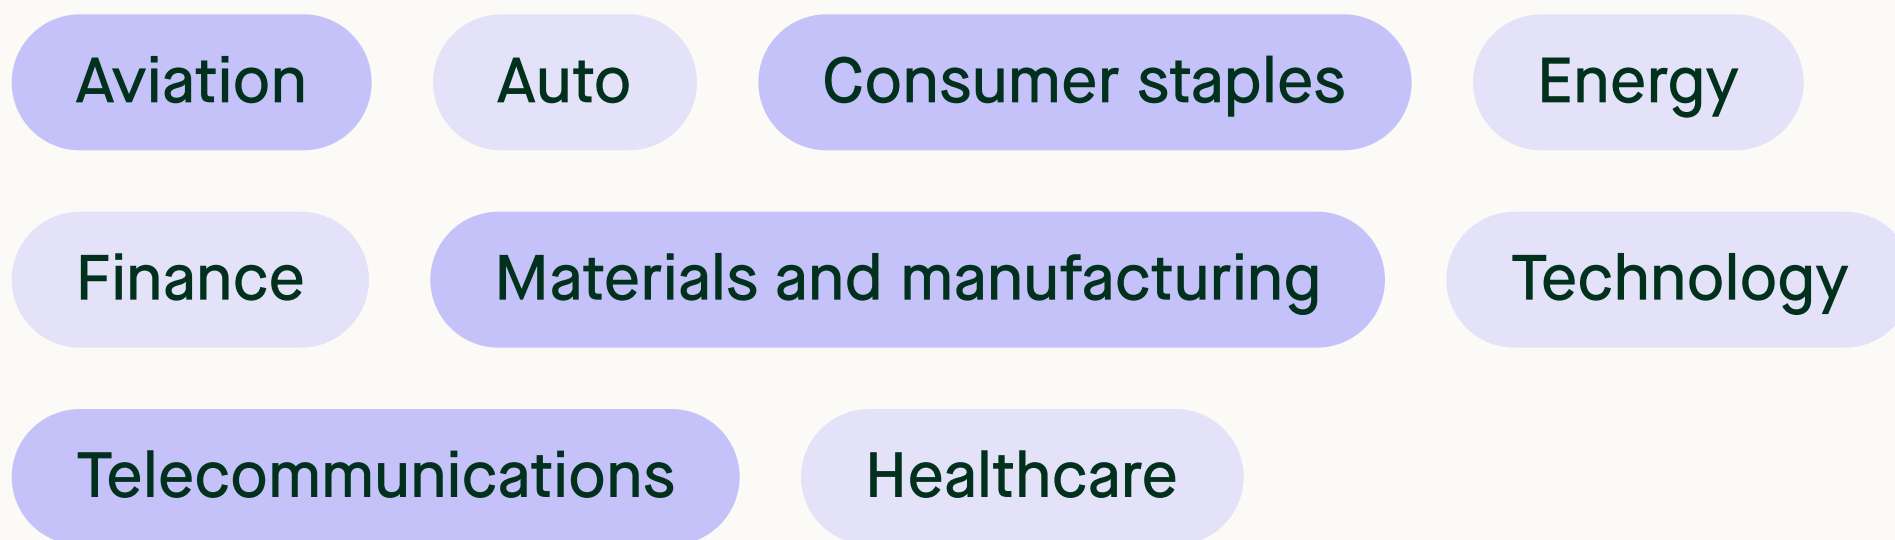 Aviation Auto Consumer staples Energy
Finance Materials and manufacturing Technology
Telecommunications Healthcare